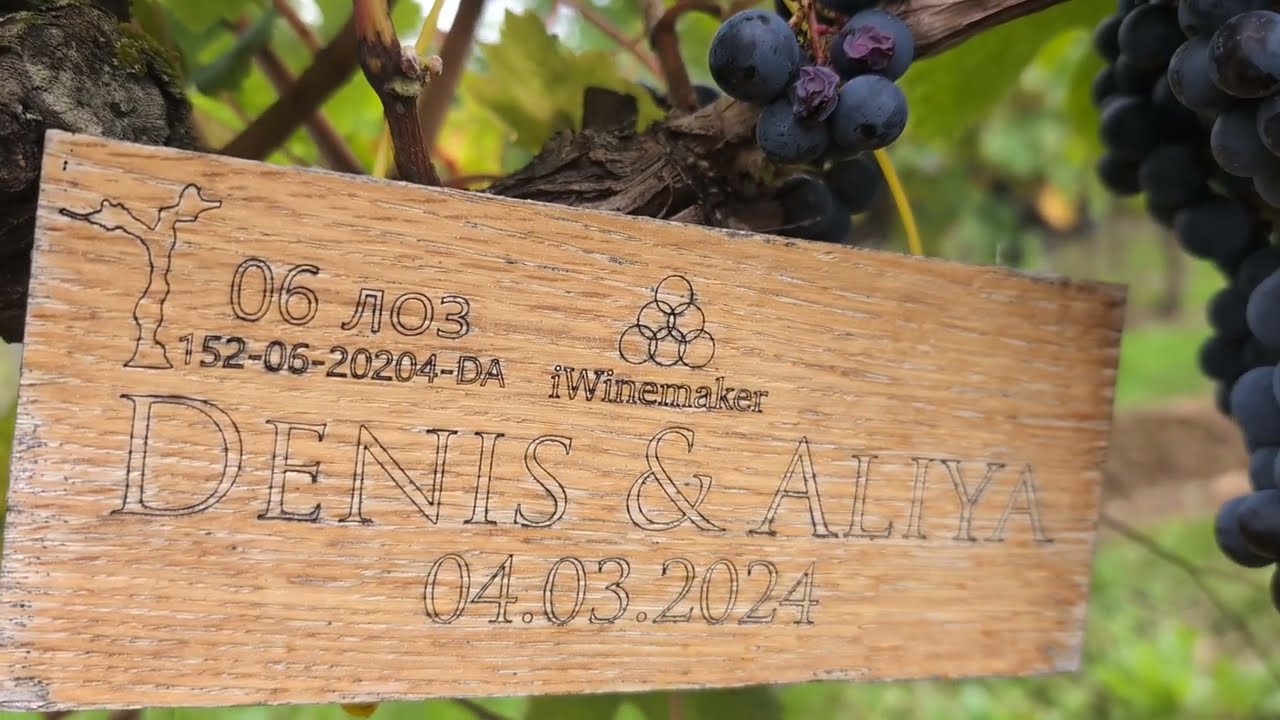 06 лоз
152-06-20204-DA
iWinemaker
DENIS & ALIYA
04.03.2024